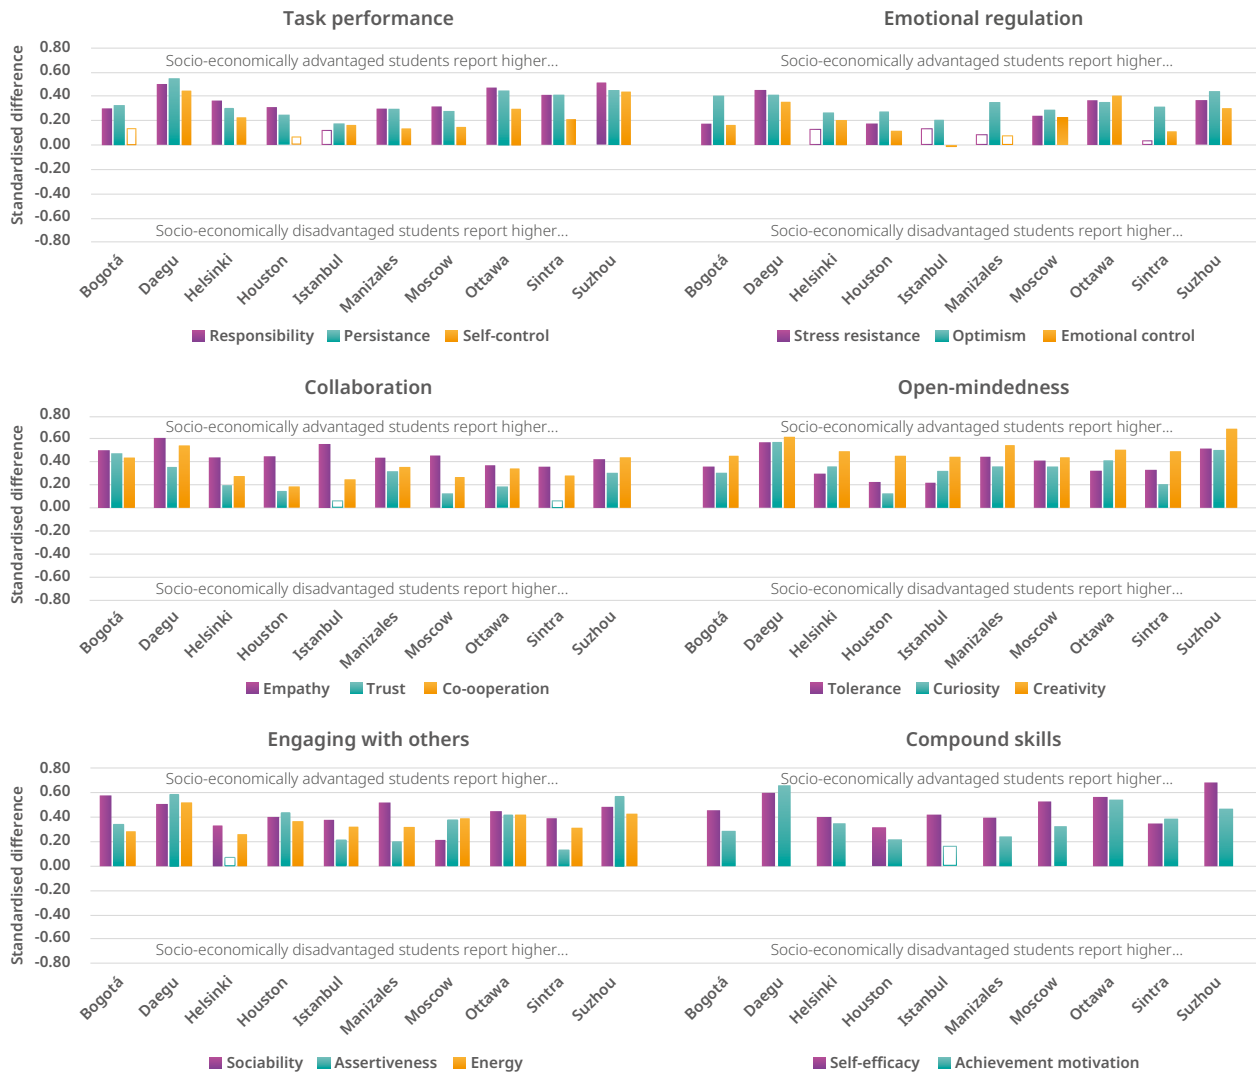 Task performance
Standardised difference
0.80
0.60
0.40
0.20
0.00
-0.20
-0.40
-0.60
-0.80
Socio-economically advantaged students report higher...
Socio-economically disadvantaged students report higher...
Bogotá
Daegu
Helsinki
Houston
Istanbul
Manizales
Moscow
Ottawa
Sintra
Suzhou
Responsibility Persistance Self-control
Emotional regulation
Socio-economically advantaged students report higher...
Socio-economically disadvantaged students report higher...
Bogotá
Daegu
Helsinki
Houston
Istanbul
Manizales
Moscow
Ottawa
Sintra
Suzhou
Stress resistance Optimism Emotional control
Collaboration
Standardised difference
0.80
0.60
0.40
0.20
0.00
-0.20
-0.40
-0.60
-0.80
Socio-economically advantaged students report higher...
Socio-economically disadvantaged students report higher...
Bogotá
Daegu
Helsinki
Houston
Istanbul
Manizales
Moscow
Ottawa
Sintra
Suzhou
Empathy Trust Co-ooperation
Open-mindedness
Socio-economically advantaged students report higher...
Socio-economically disadvantaged students report higher...
Bogotá
Daegu
Helsinki
Houston
Istanbul
Manizales
Moscow
Ottawa
Sintra
Suzhou
Tolerance Curiosity Creativity
Engaging with others
Standardised difference
0.80
0.60
0.40
0.20
0.00
-0.20
-0.40
-0.60
-0.80
Socio-economically advantaged students report higher...
Socio-economically disadvantaged students report higher...
Bogotá
Daegu
Helsinki
Houston
Istanbul
Manizales
Moscow
Ottawa
Sintra
Suzhou
Sociability Assertiveness Energy
Compound skills
Socio-economically advantaged students report higher...
Socio-economically disadvantaged students report higher...
Bogotá
Daegu
Helsinki
Houston
Istanbul
Manizales
Moscow
Ottawa
Sintra
Suzhou
Self-efficacy Achievement motivation